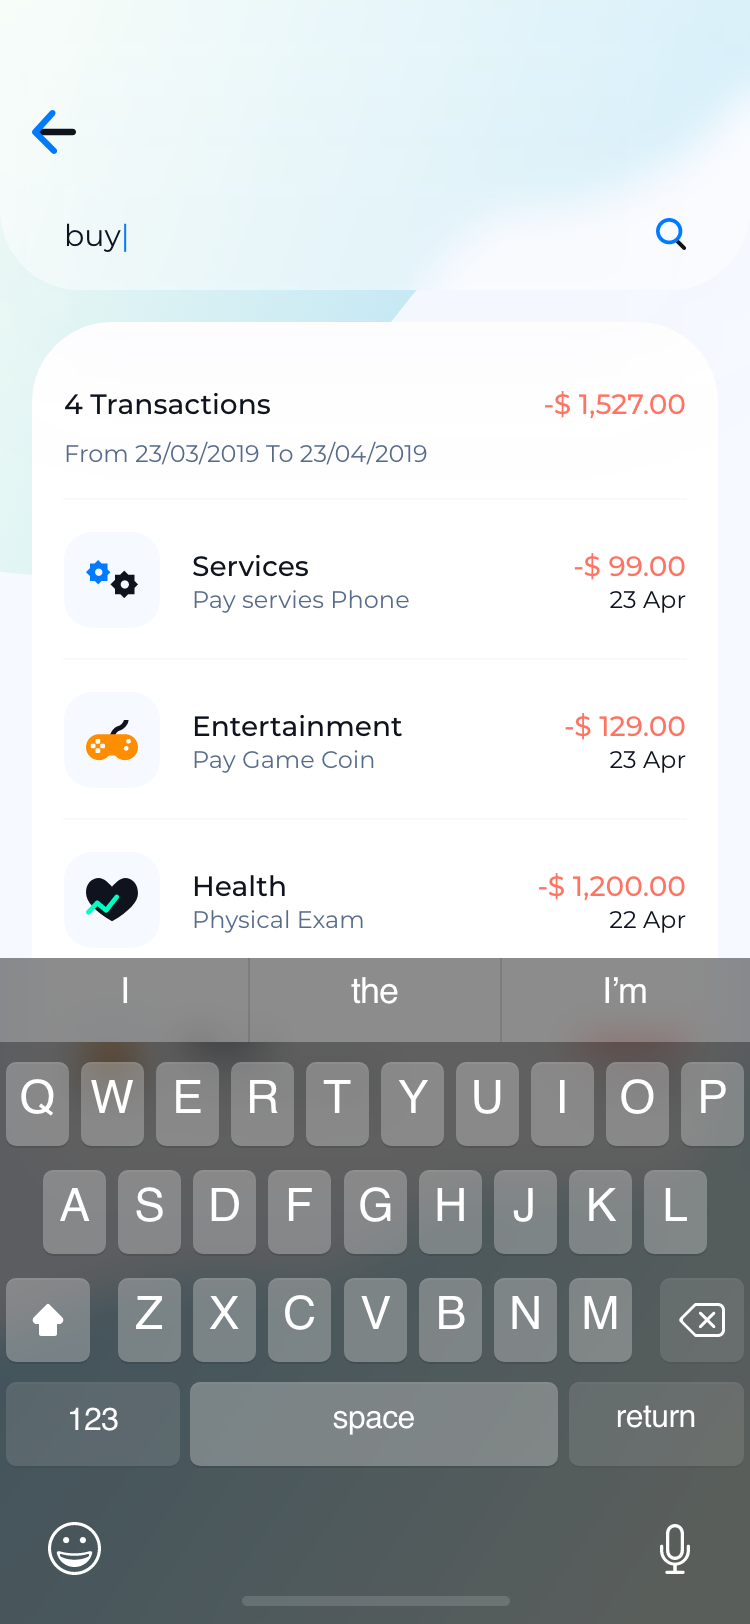 buy
4 Transactions -$ 1,527.00
From 23/03/2019 To 23/04/2019
Services -$ 99.00
Pay servies Phone 23 Apr
Entertainment -$ 129.00
Pay Game Coin 23 Apr
Health -$ 1,200.00
Physical Exam 22 Apr
I the I’m
Q W E R T Y U I O P
A S D F G H J K L
Z X C V B N M
123 space return